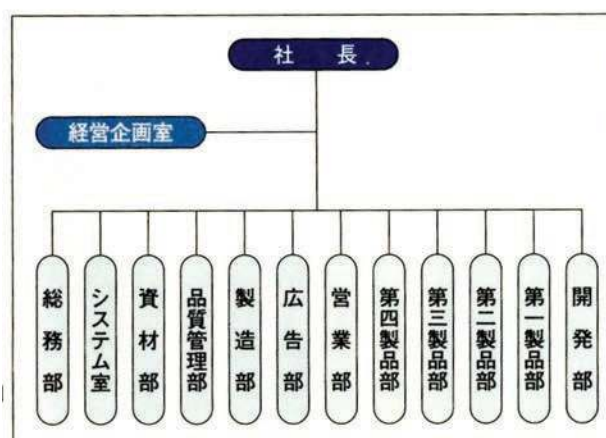 社長
経営企画室
総務部
システム室
資材部
品質管理部
製造部
広告部
営業部
第四製品部
第三製品部
第二製品部
第一製品部
開発部